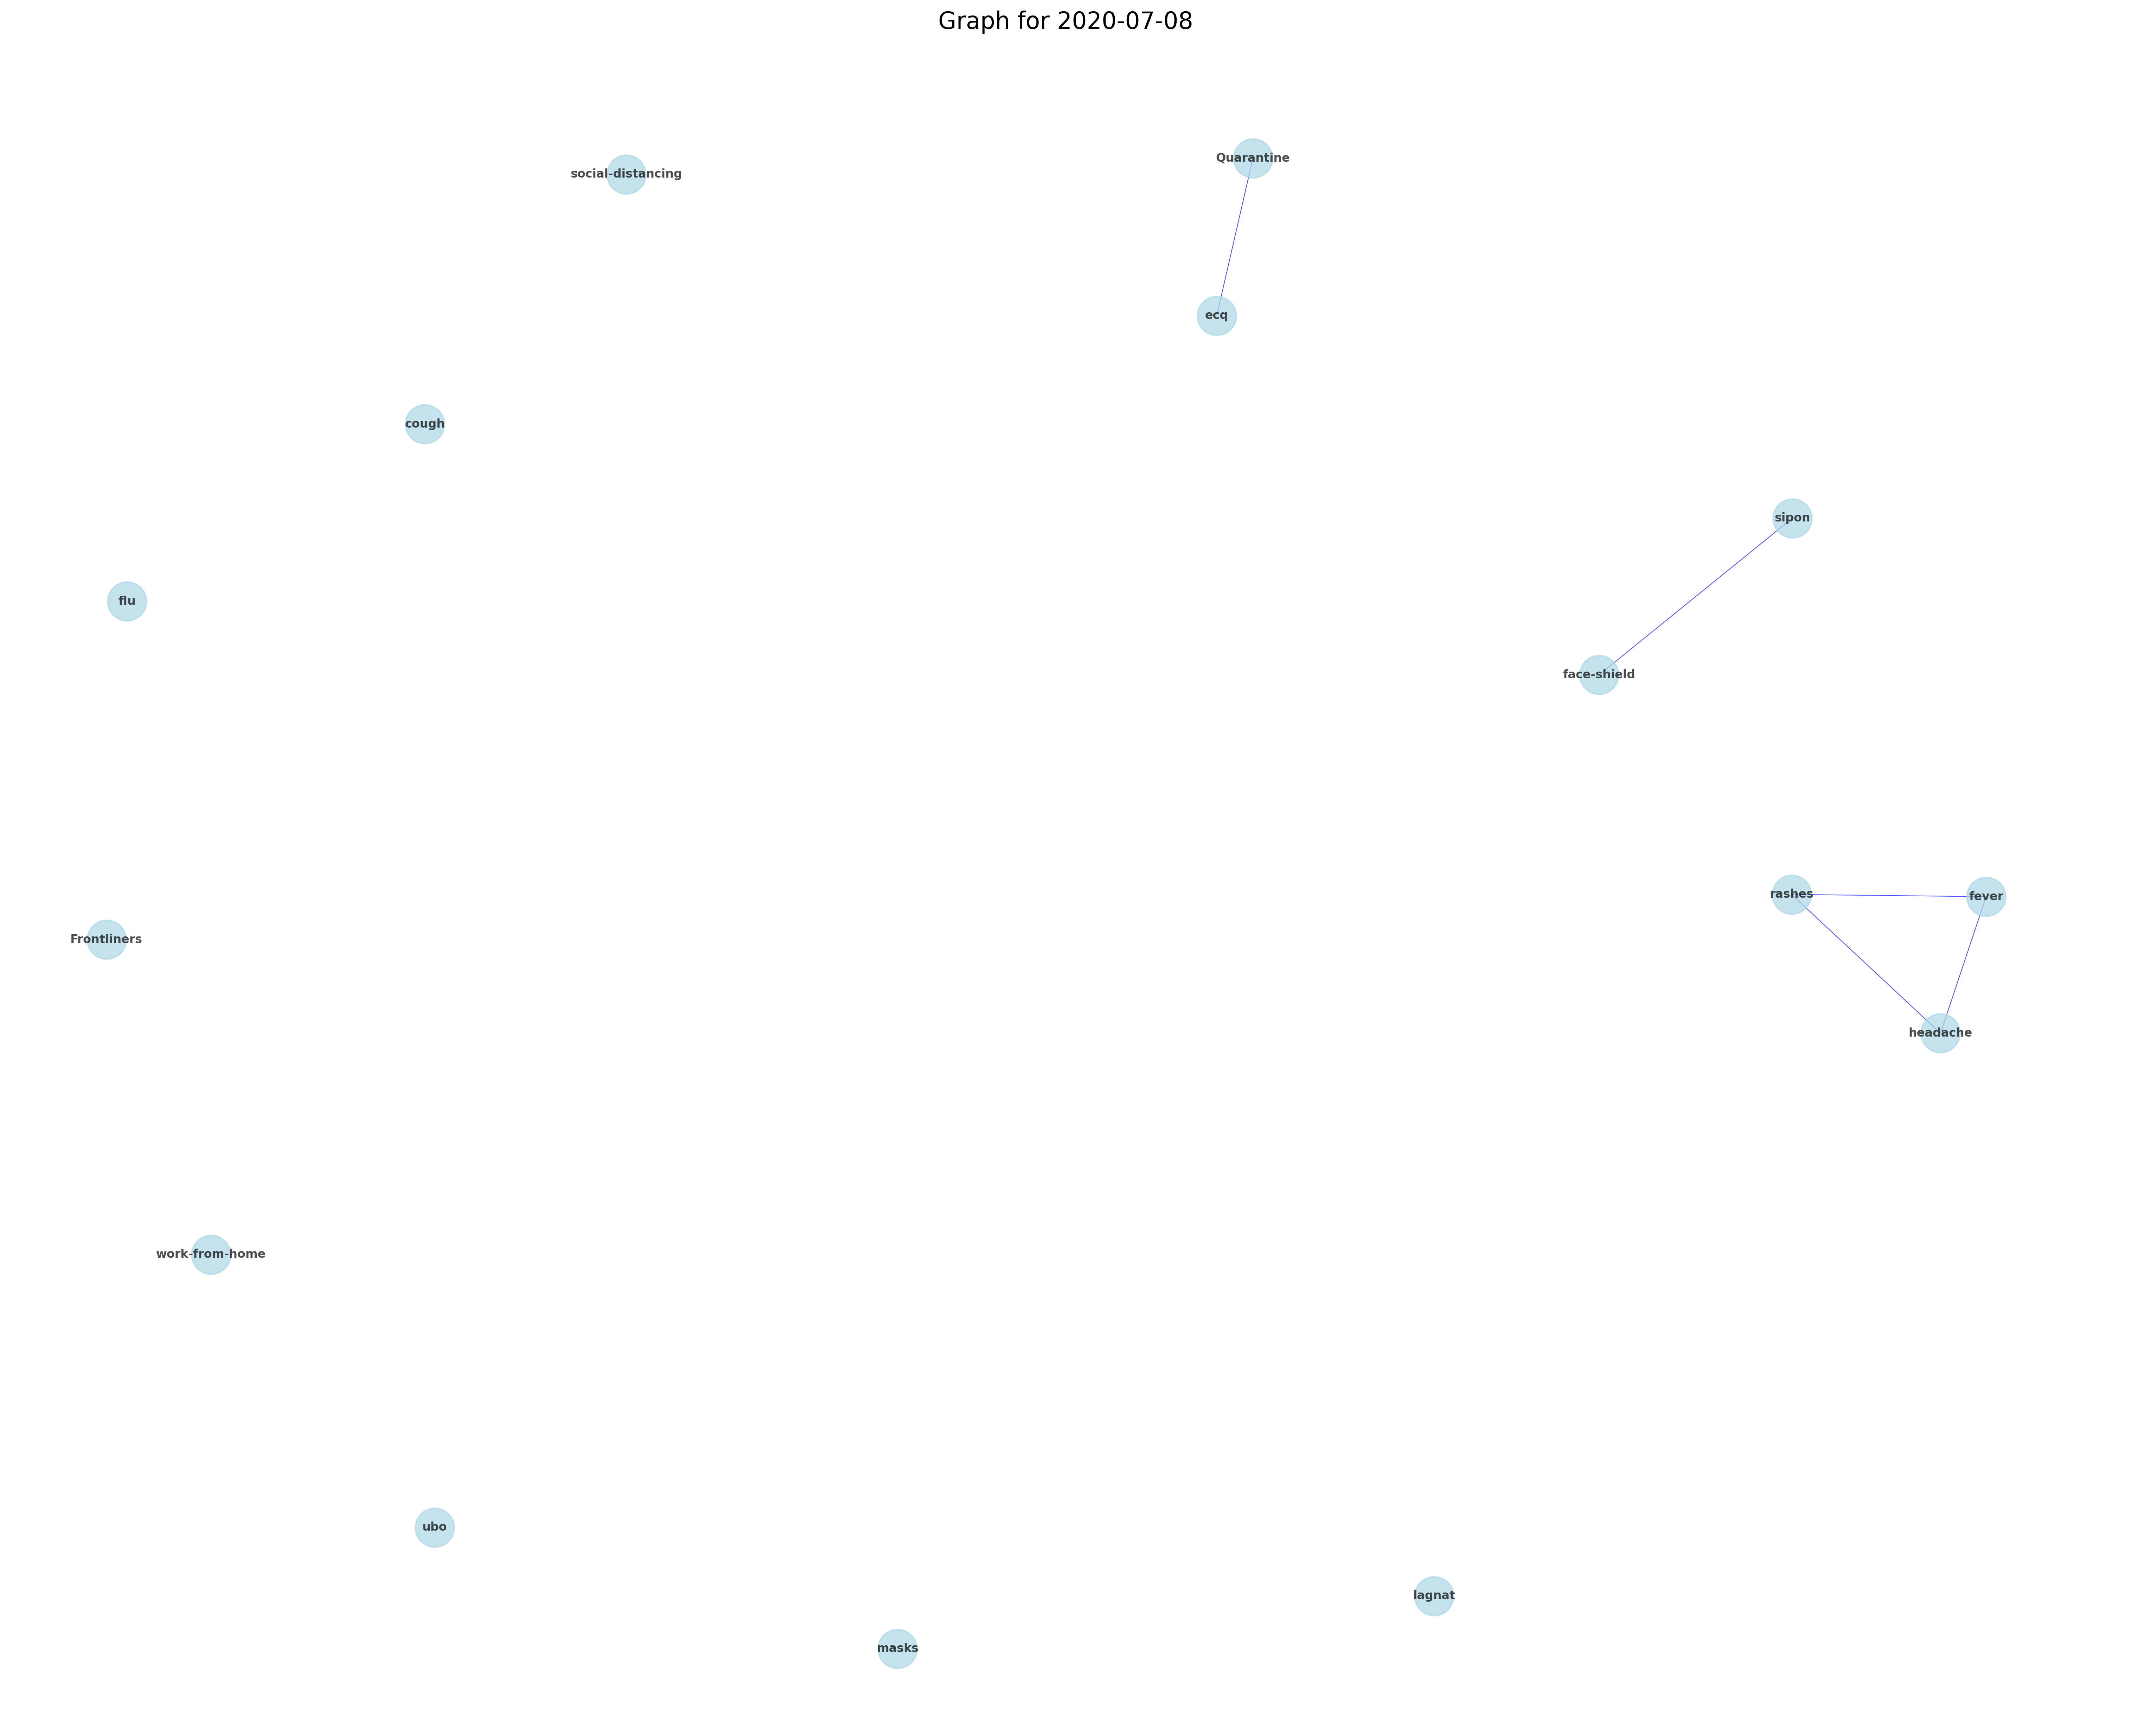 Graph for 2020-07-08
Quarantine
social-distancing
ecq
cough
sipon
flu
face-shield
rashes
fever
Frontliners
headache
work-from-home
ubo
lagnat
masks